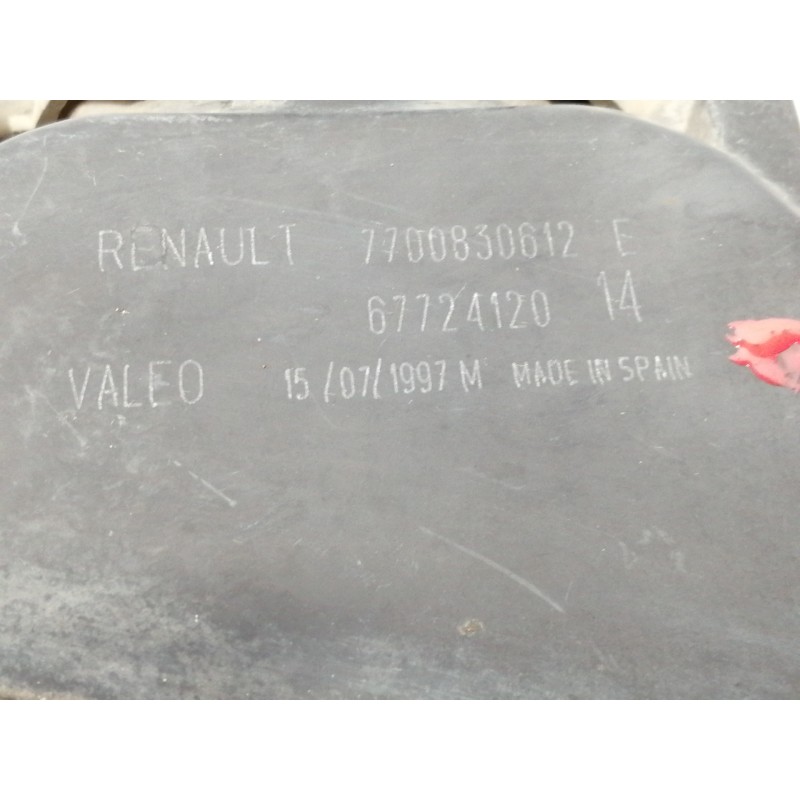 RENAULT 7700830612 E
67724120 14
VALEO 15/07/1997 M MADE IN SPAIN